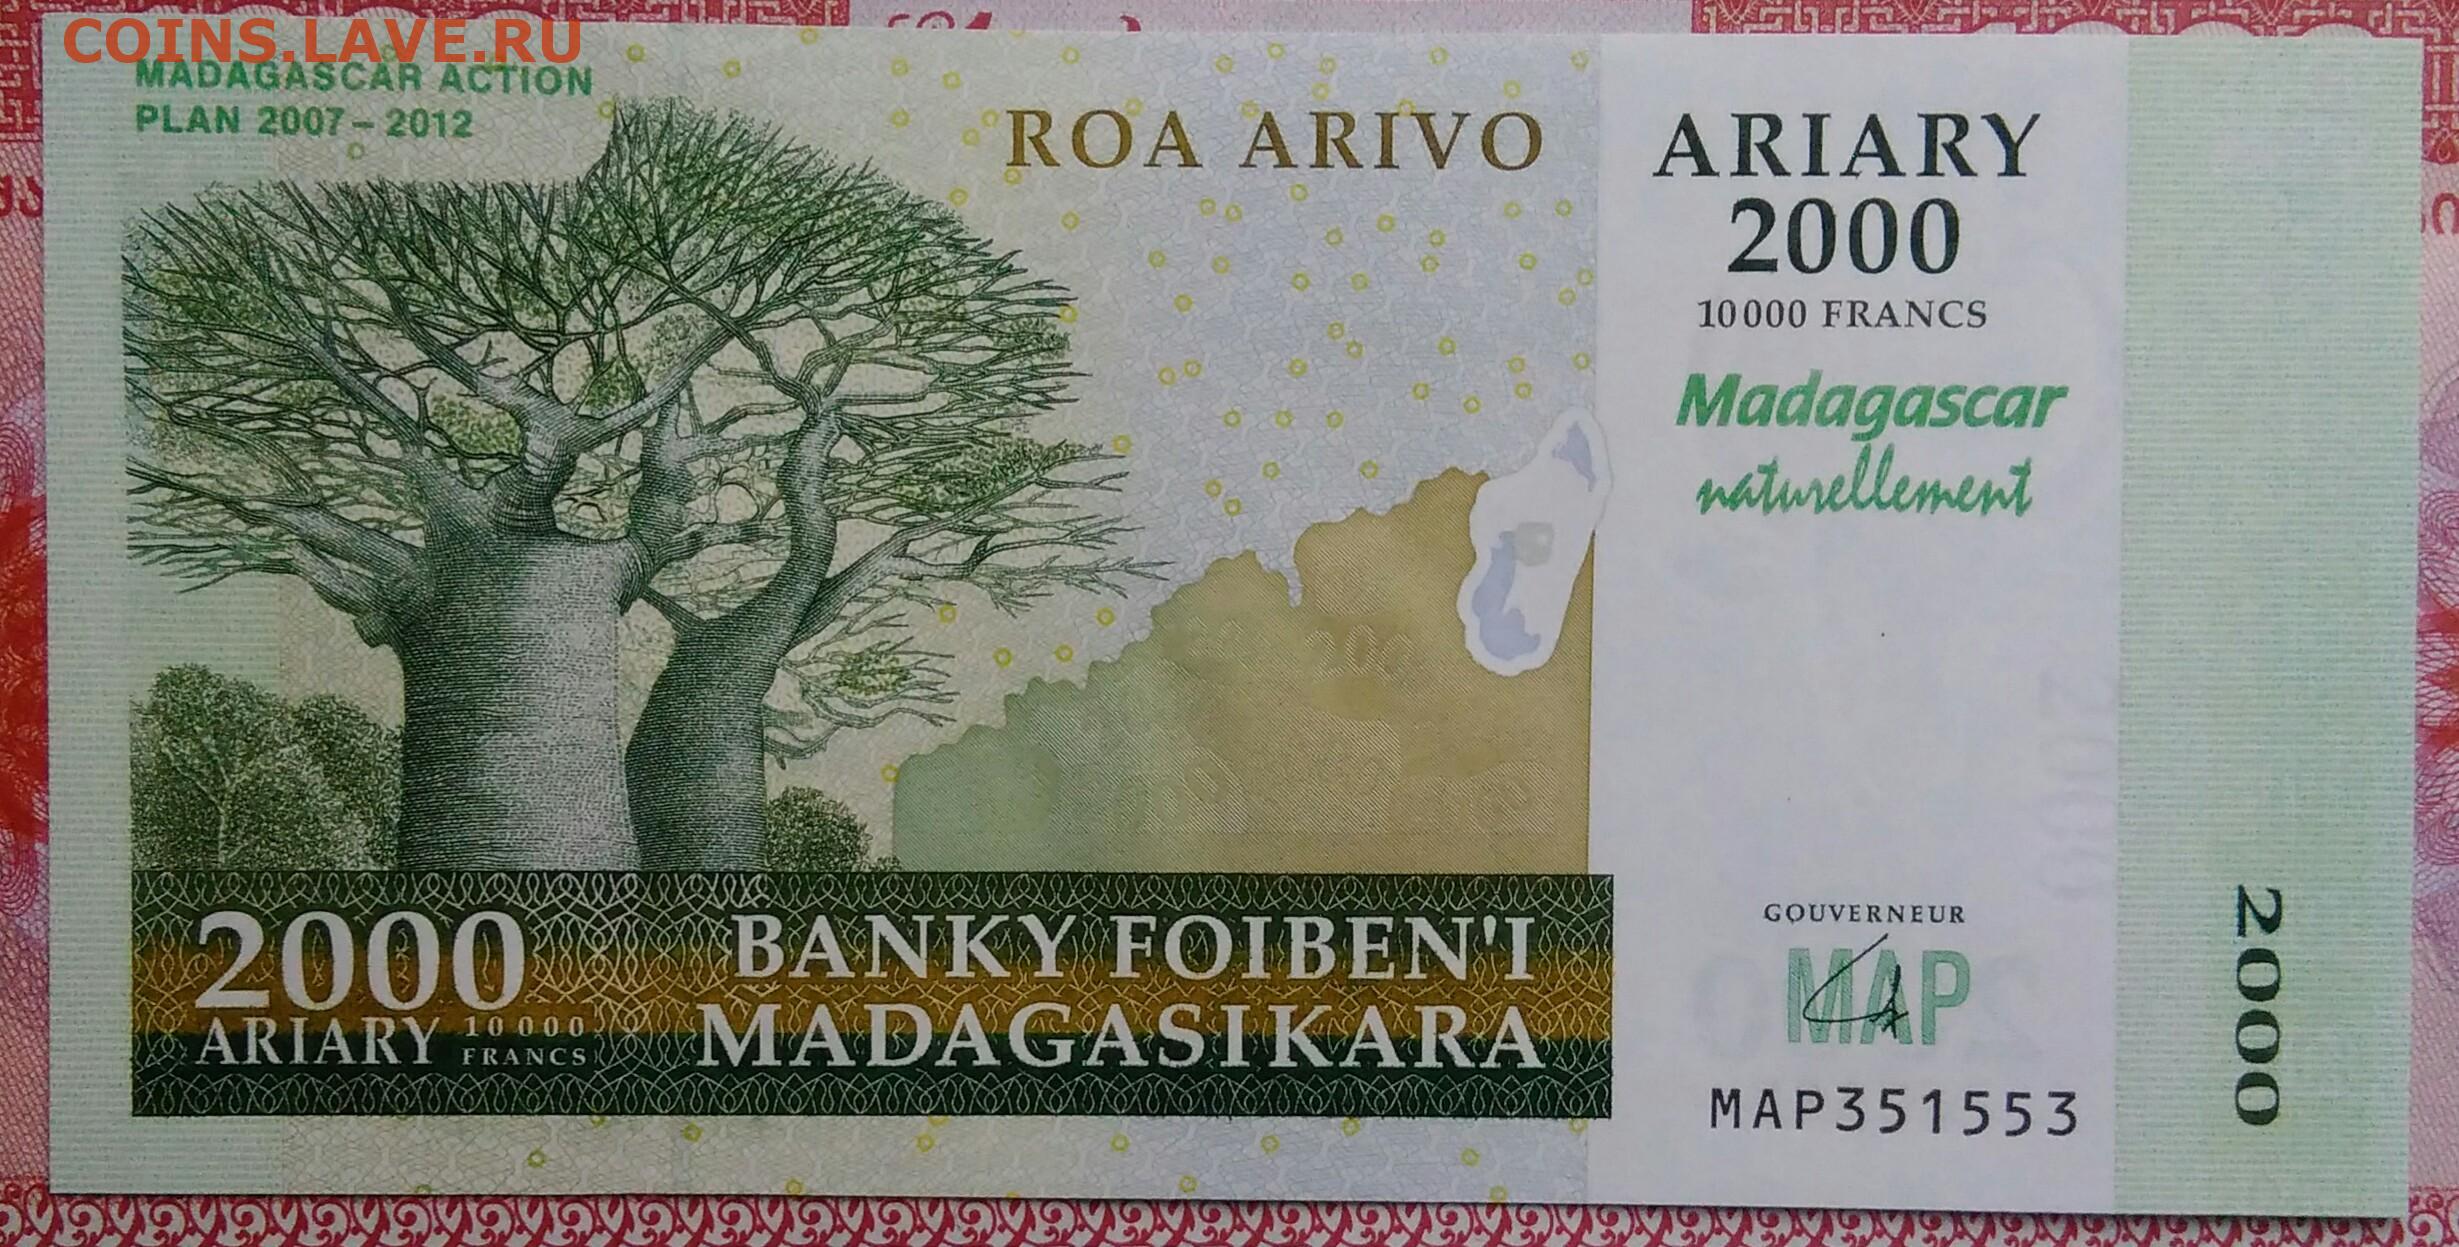 COINS.LAVE.RU
MADAGASCAR ACTION
PLAN 2007 – 2012
ROA ARIVO
ARIARY
2000
10000 FRANCS
Madagascar
naturellement
2000
ARIARY 10000
FRANCS
BANKY FOIBEN'I
MADAGASIKARA
GOUVERNEUR
MAP
MAP351553
2000